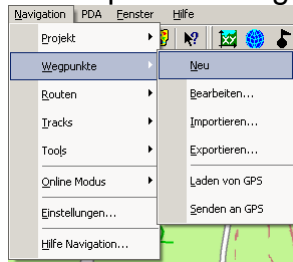 Navigation PDA Fenster Hilfe
Projekt
Wegpunkte
Neu
Routen
Bearbeiten...
Tracks
Importieren...
Tools
Exportieren...
Online Modus
Laden von GPS
Einstellungen...
Senden an GPS
Hilfe Navigation...